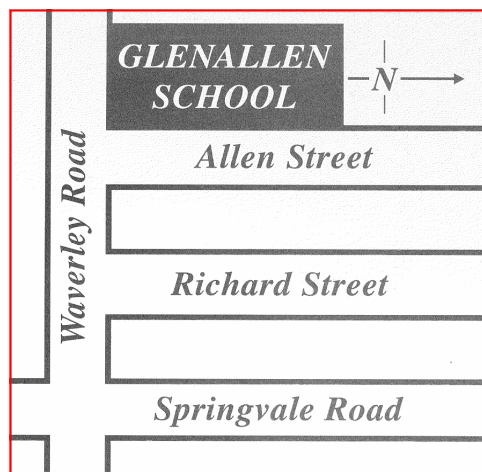 GLENALLEN
SCHOOL
N
Allen Street
Waverley Road
Richard Street
Springvale Road